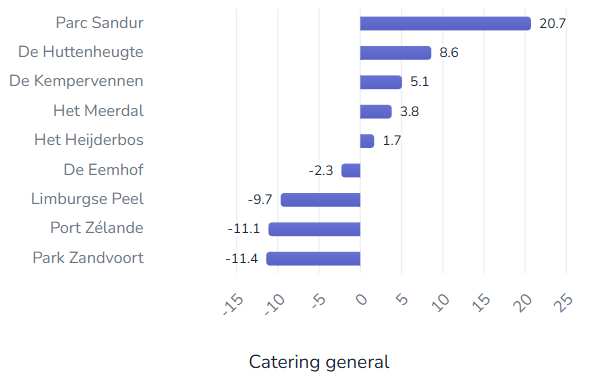 Parc Sandur 20.7
De Huttenheugte 8.6
De Kempervennen 5.1
Het Meerdal 3.8
Het Heijderbos 1.7
De Eemhof -2.3
Limburgse Peel -9.7
Port Zélande -11.1
Park Zandvoort -11.4
-15 -10 -5 0 5 10 15 20 25
Catering general